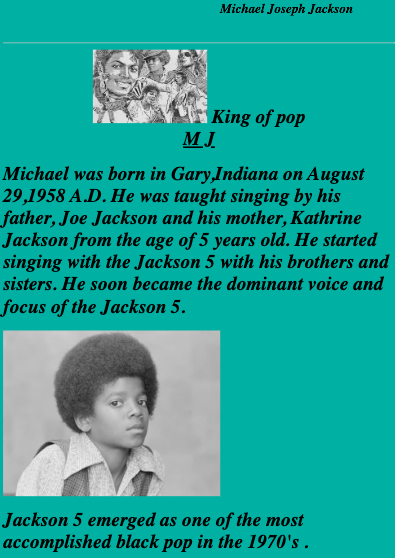 Michael Joseph Jackson
King of pop
M J
Michael was born in Gary,Indiana on August
29,1958 A.D. He was taught singing by his
father, Joe Jackson and his mother, Kathrine
Jackson from the age of 5 years old. He started
singing with the Jackson 5 with his brothers and
sisters. He soon became the dominant voice and
focus of the Jackson 5.
Jackson 5 emerged as one of the most
accomplished black pop in the 1970's .